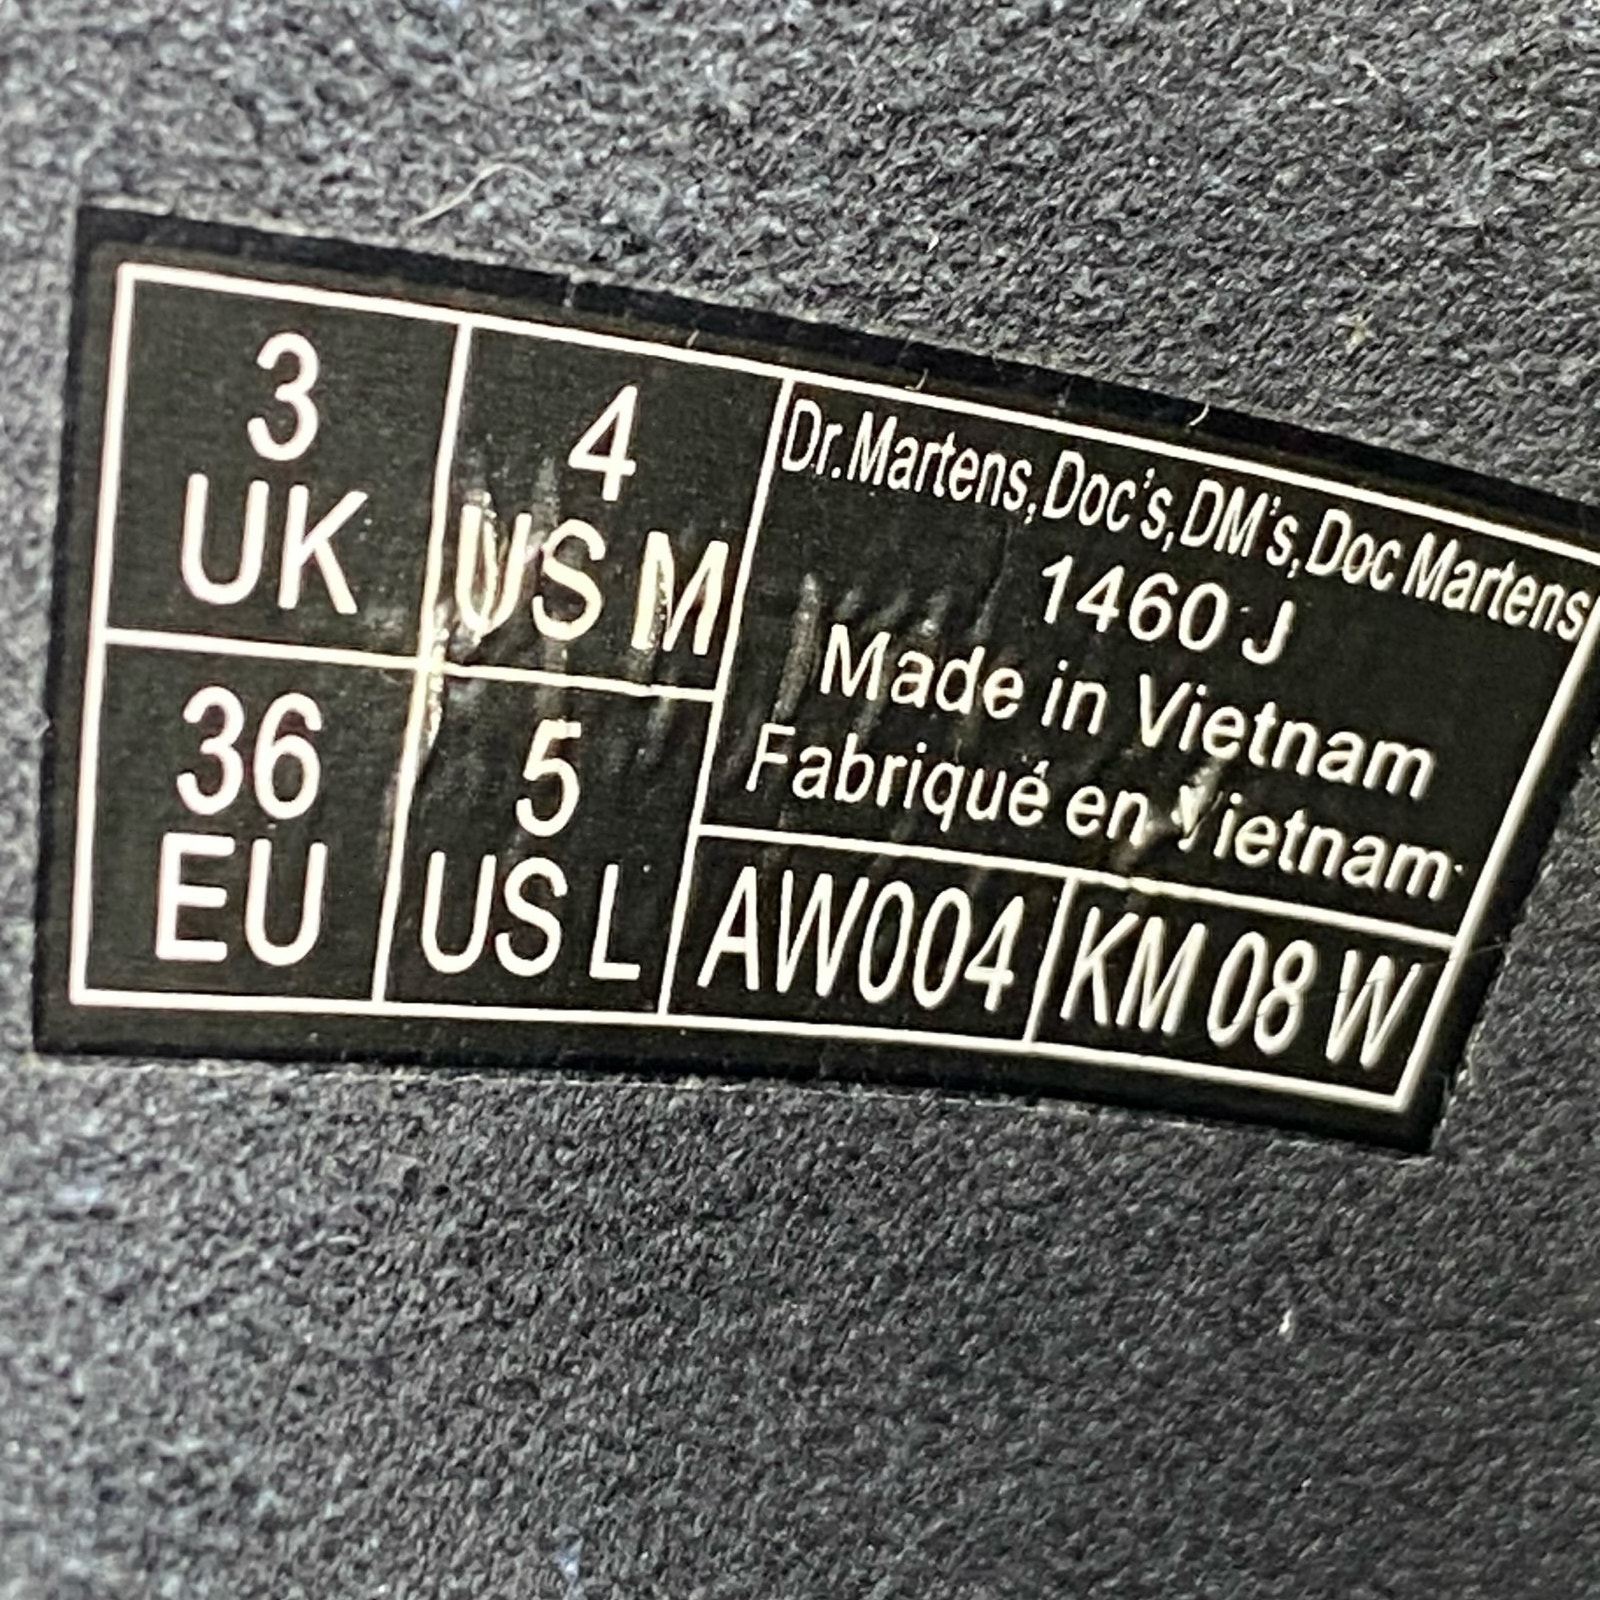 3
UK
4
US M
36
EU
5
US L
Dr.Martens,Doc's,DM's,Doc Martens
1460 J
Made in Vietnam
Fabriqué en Vietnam
AW004
KM 08 W